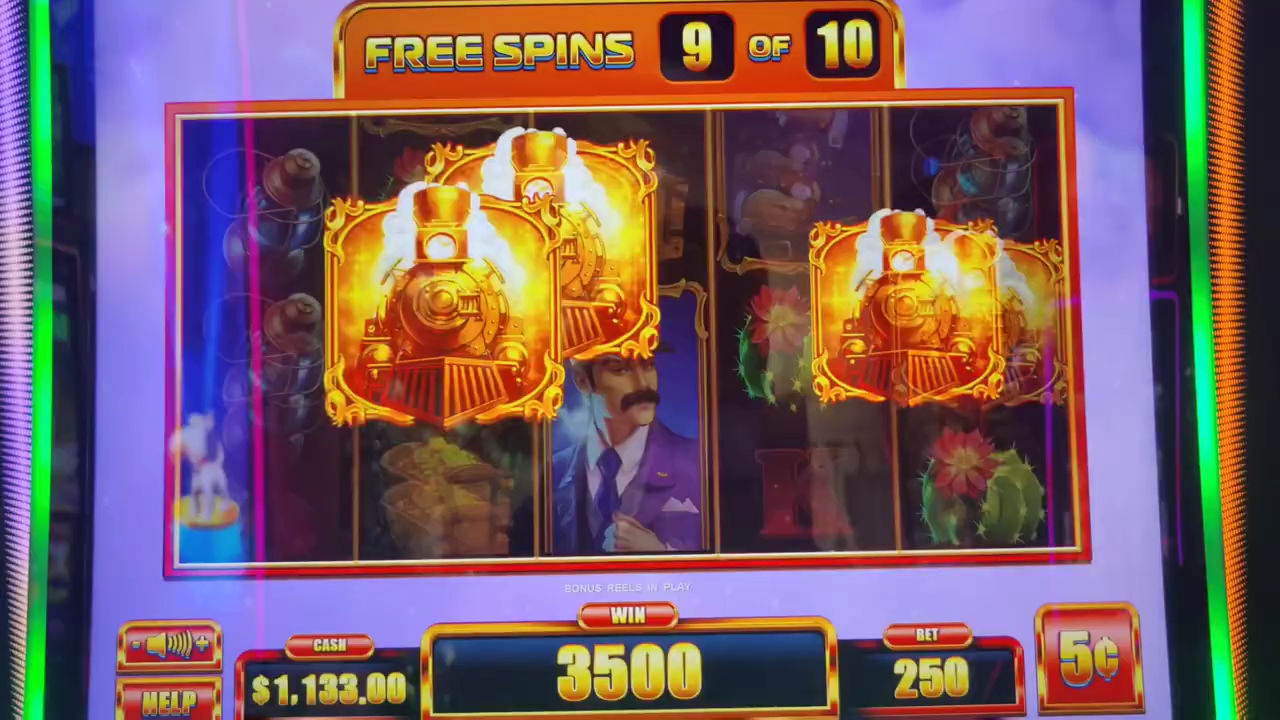 FREE SPINS 9 OF 10
K
BONUS REELS IN PLAY
WIN
CASH
BET
- +
3500
250
$1,133.00
5¢
HELP